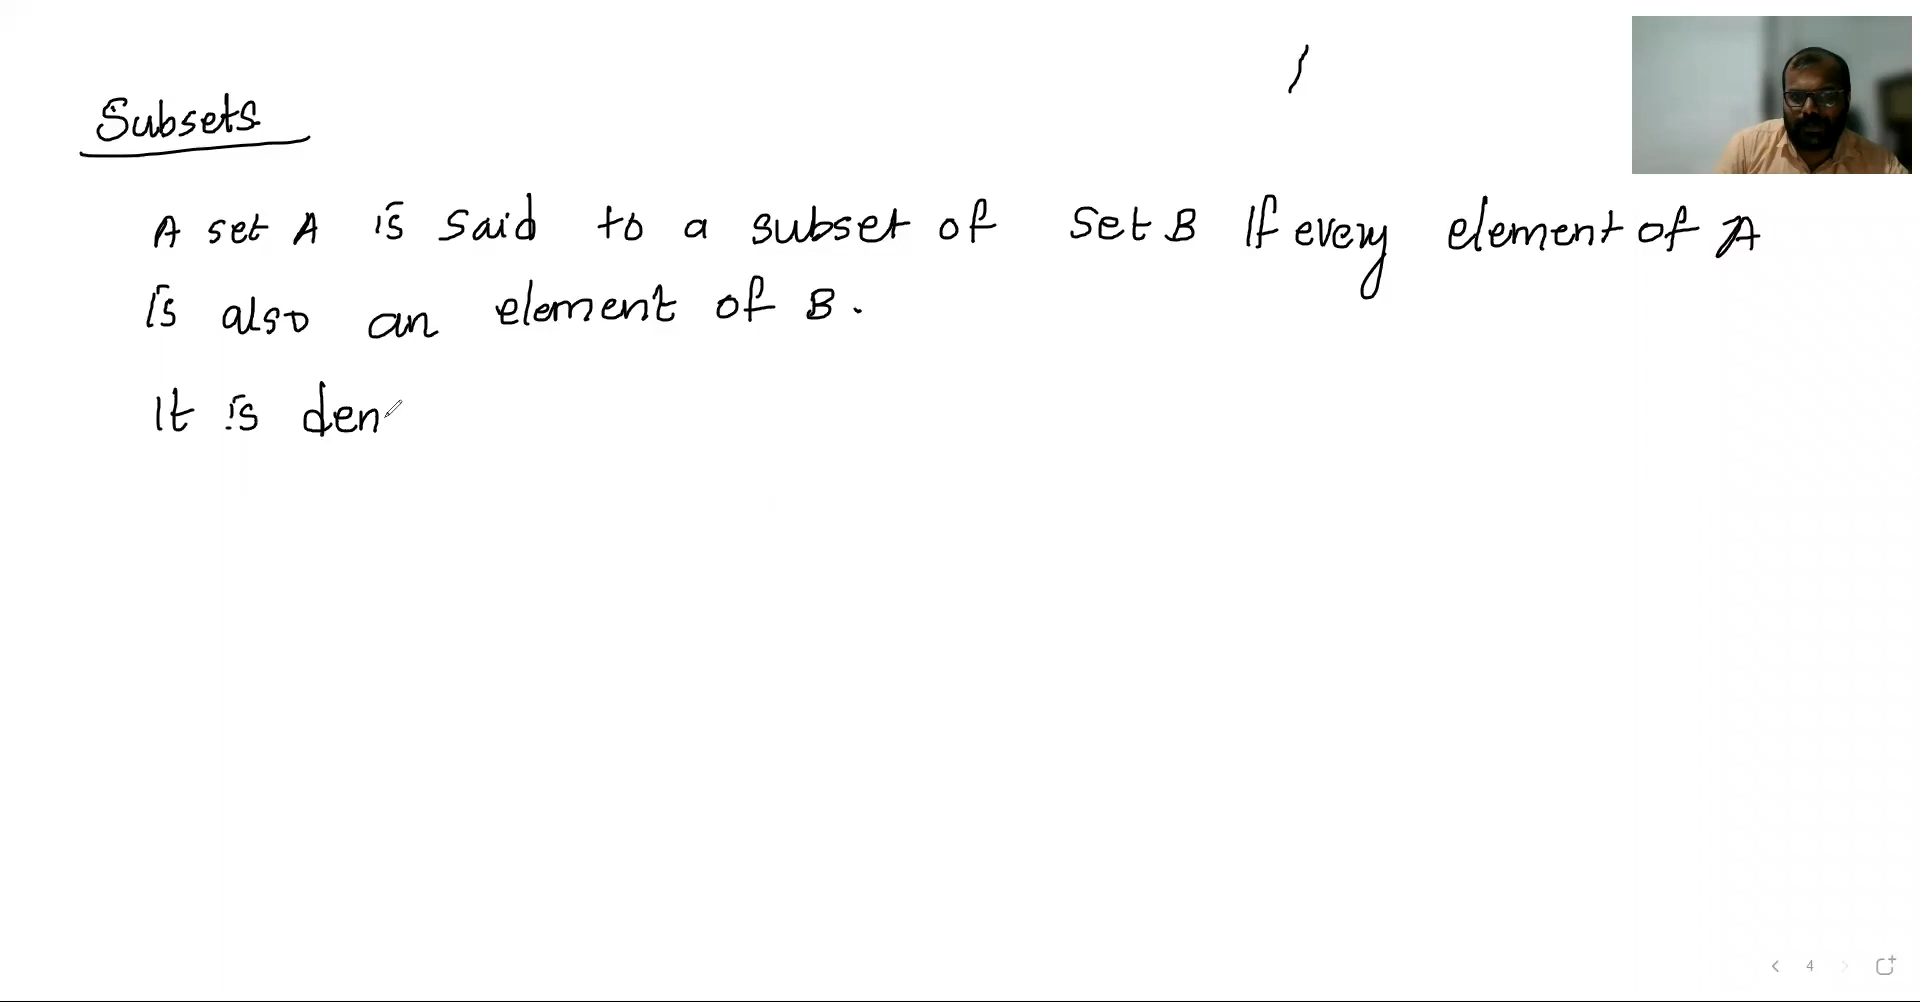 Subsets
A set A is said to a subset of set B If every element of A
is also an element of B.
It is den
4